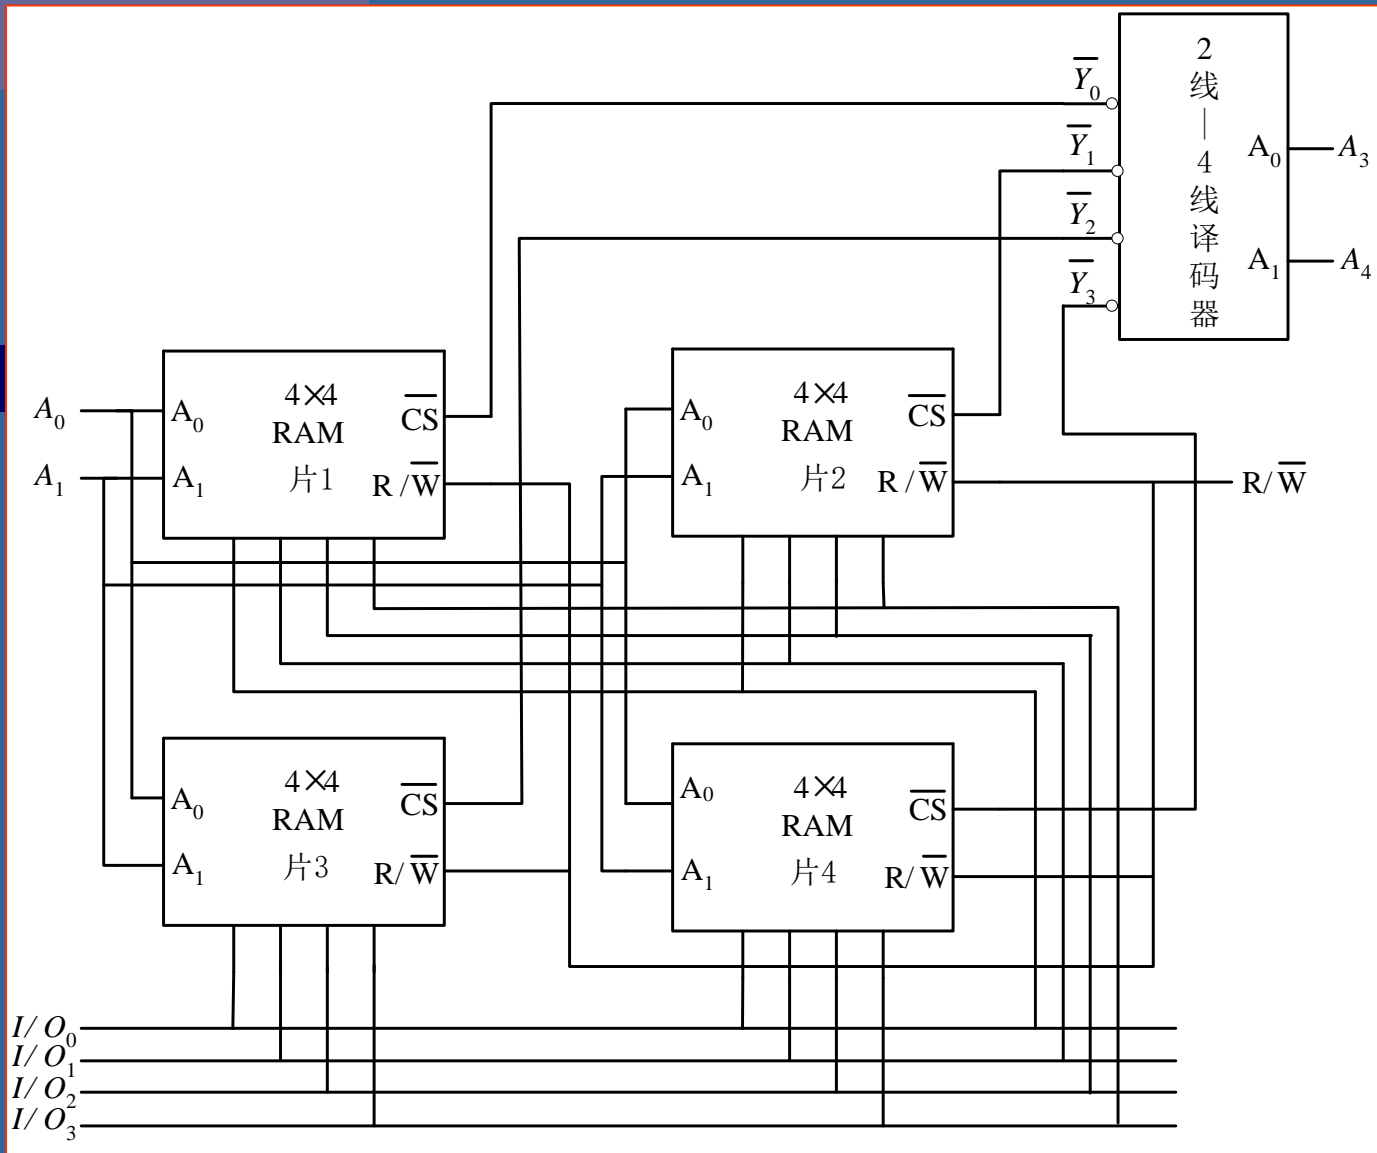 2线—4线译码器
Y̅₀
Y̅₁
Y̅₂
Y̅₃
A₀ A₃
A₁ A₄
A₀
A₁
A₀ 4×4 C̅S̅
RAM
A₁ 片1 R/W̅
A₀ 4×4 C̅S̅
RAM
A₁ 片2 R/W̅
R/W̅
A₀ 4×4 C̅S̅
RAM
A₁ 片3 R/W̅
A₀ 4×4 C̅S̅
RAM
A₁ 片4 R/W̅
I/O₀
I/O₁
I/O₂
I/O₃